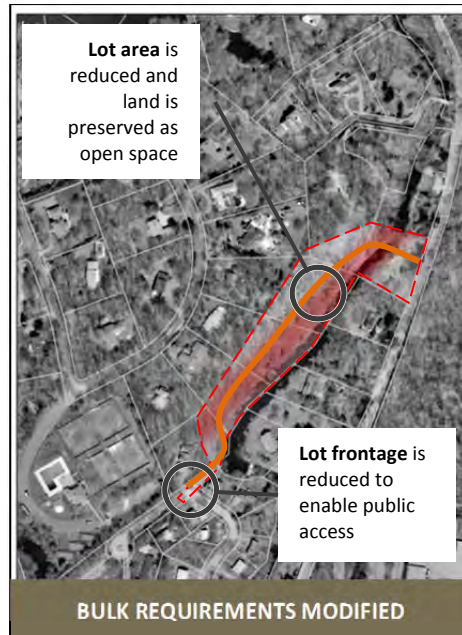 Lot area is
reduced and
land is
preserved as
open space
Lot frontage is
reduced to
enable public
access
BULK REQUIREMENTS MODIFIED